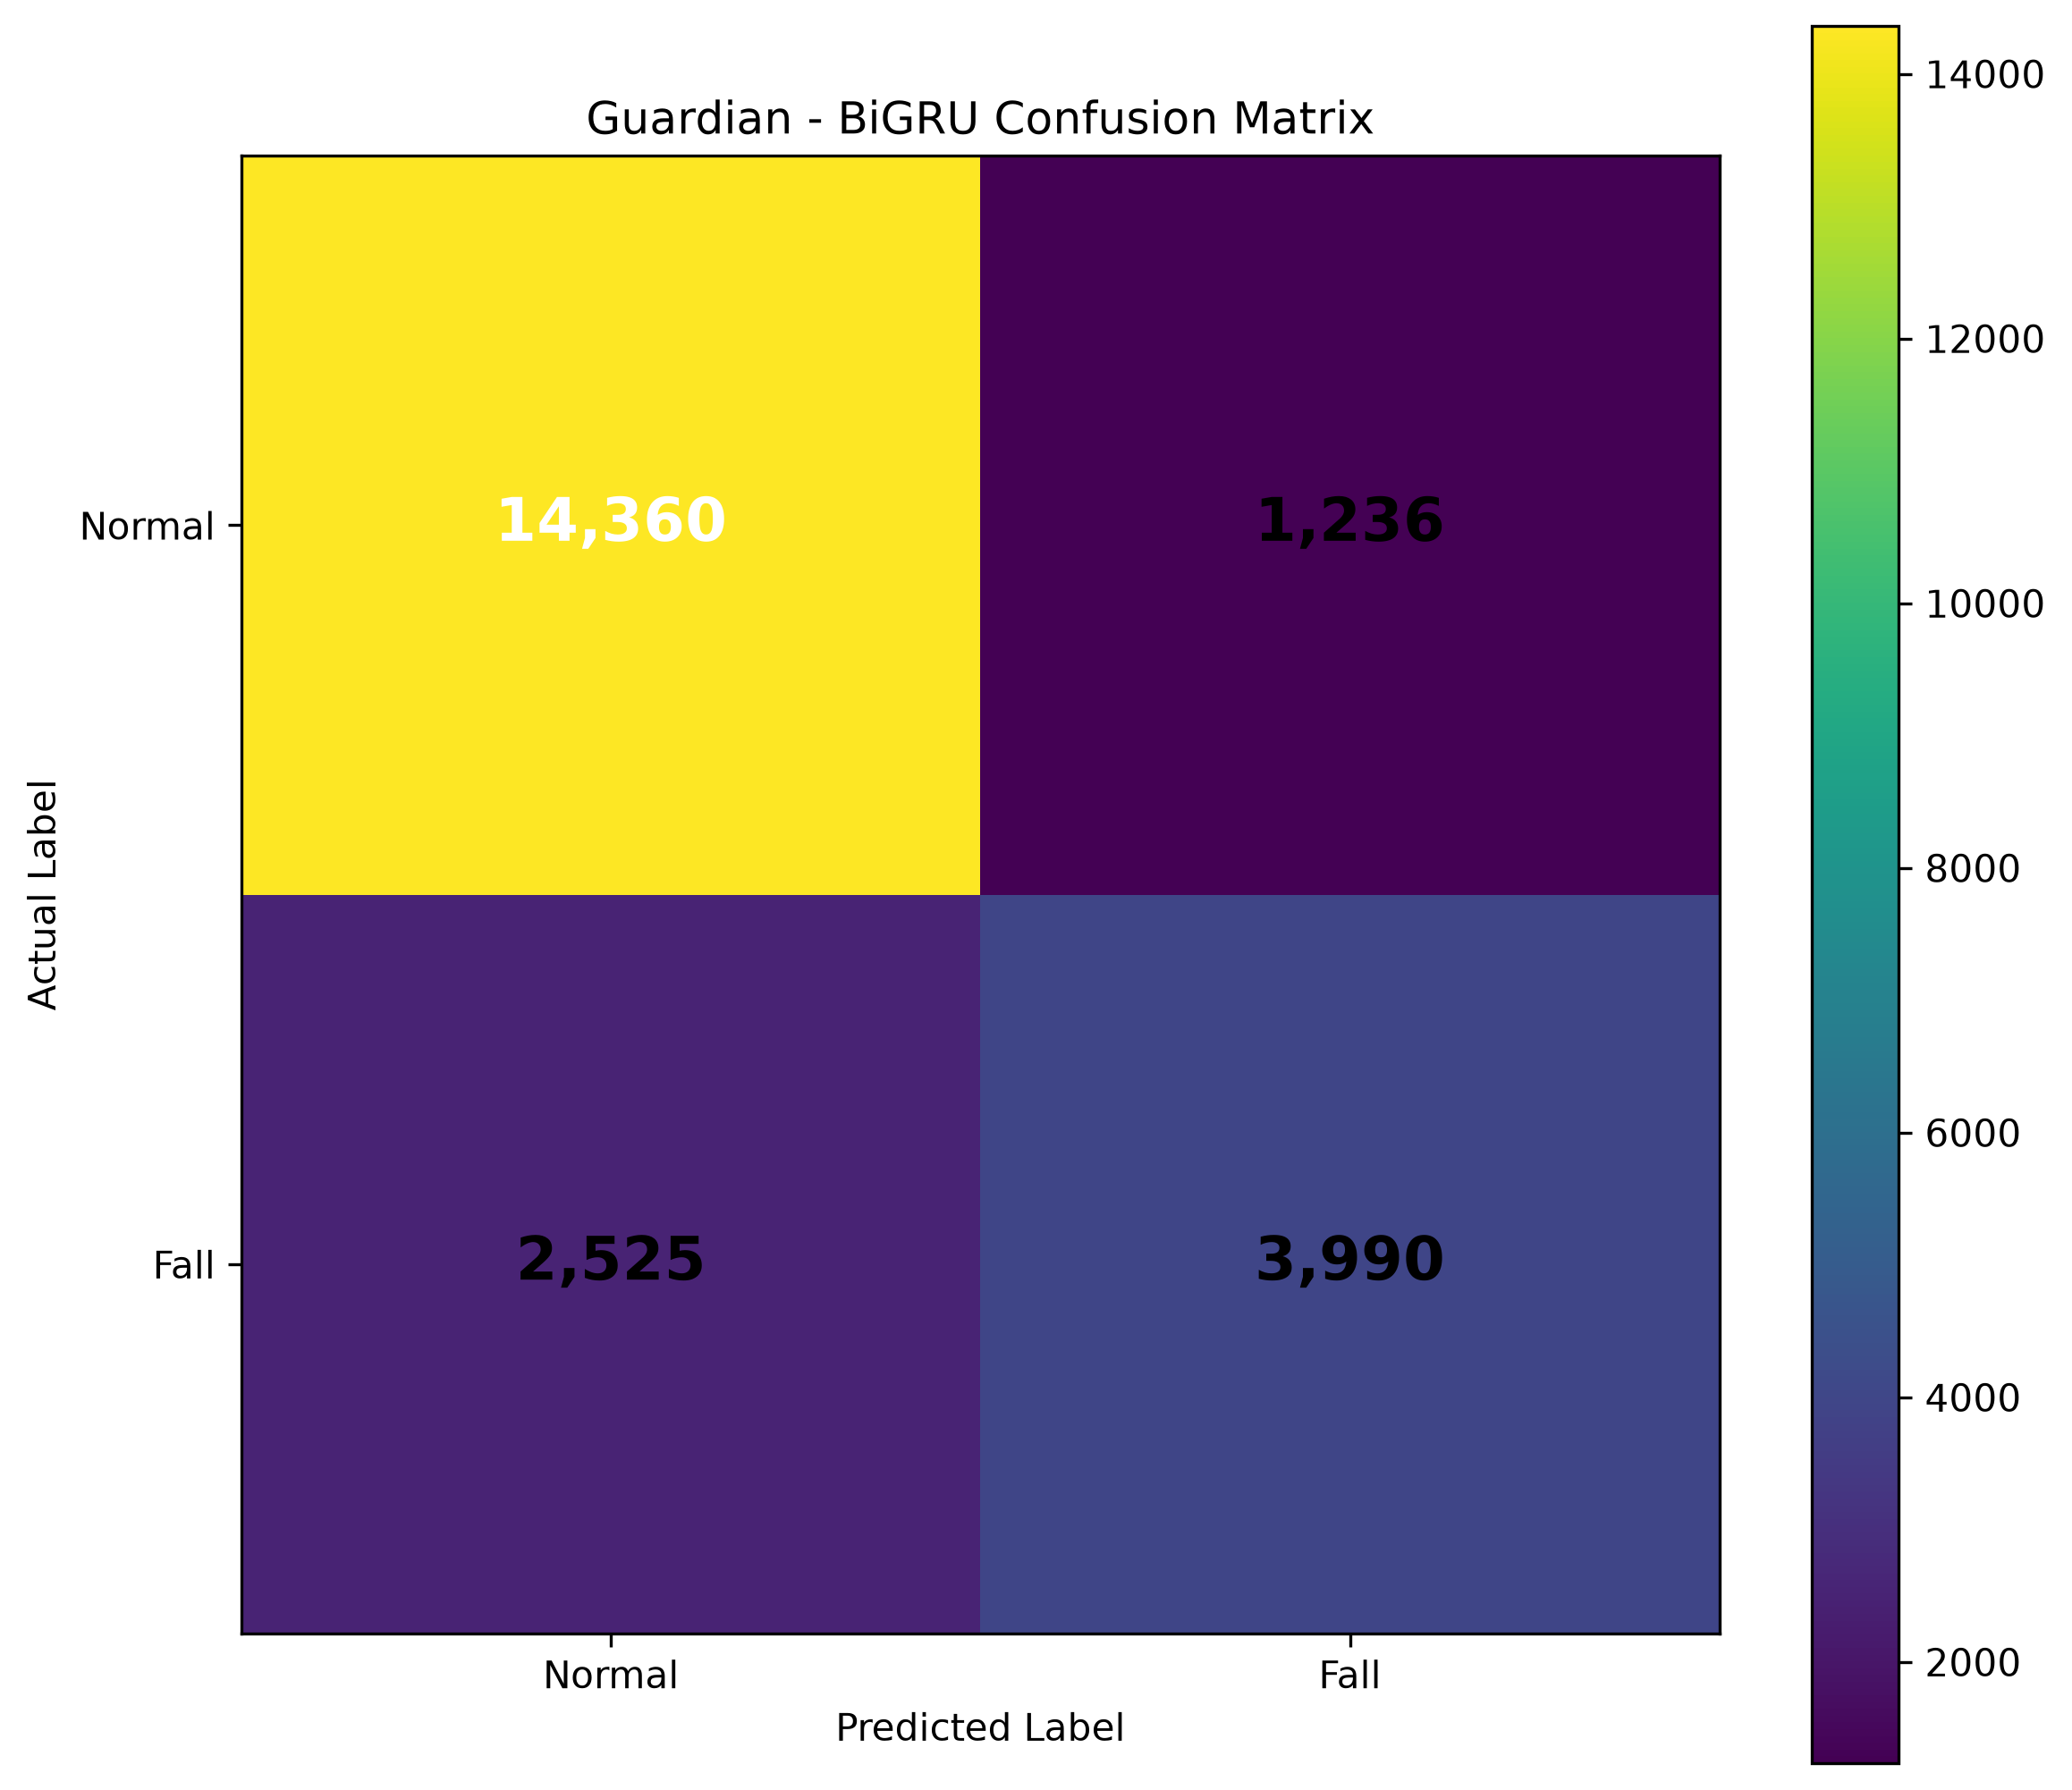 Guardian - BiGRU Confusion Matrix
14000
12000
10000
8000
6000
4000
2000
Actual Label
Normal
14,360
1,236
Fall
2,525
3,990
Normal
Fall
Predicted Label